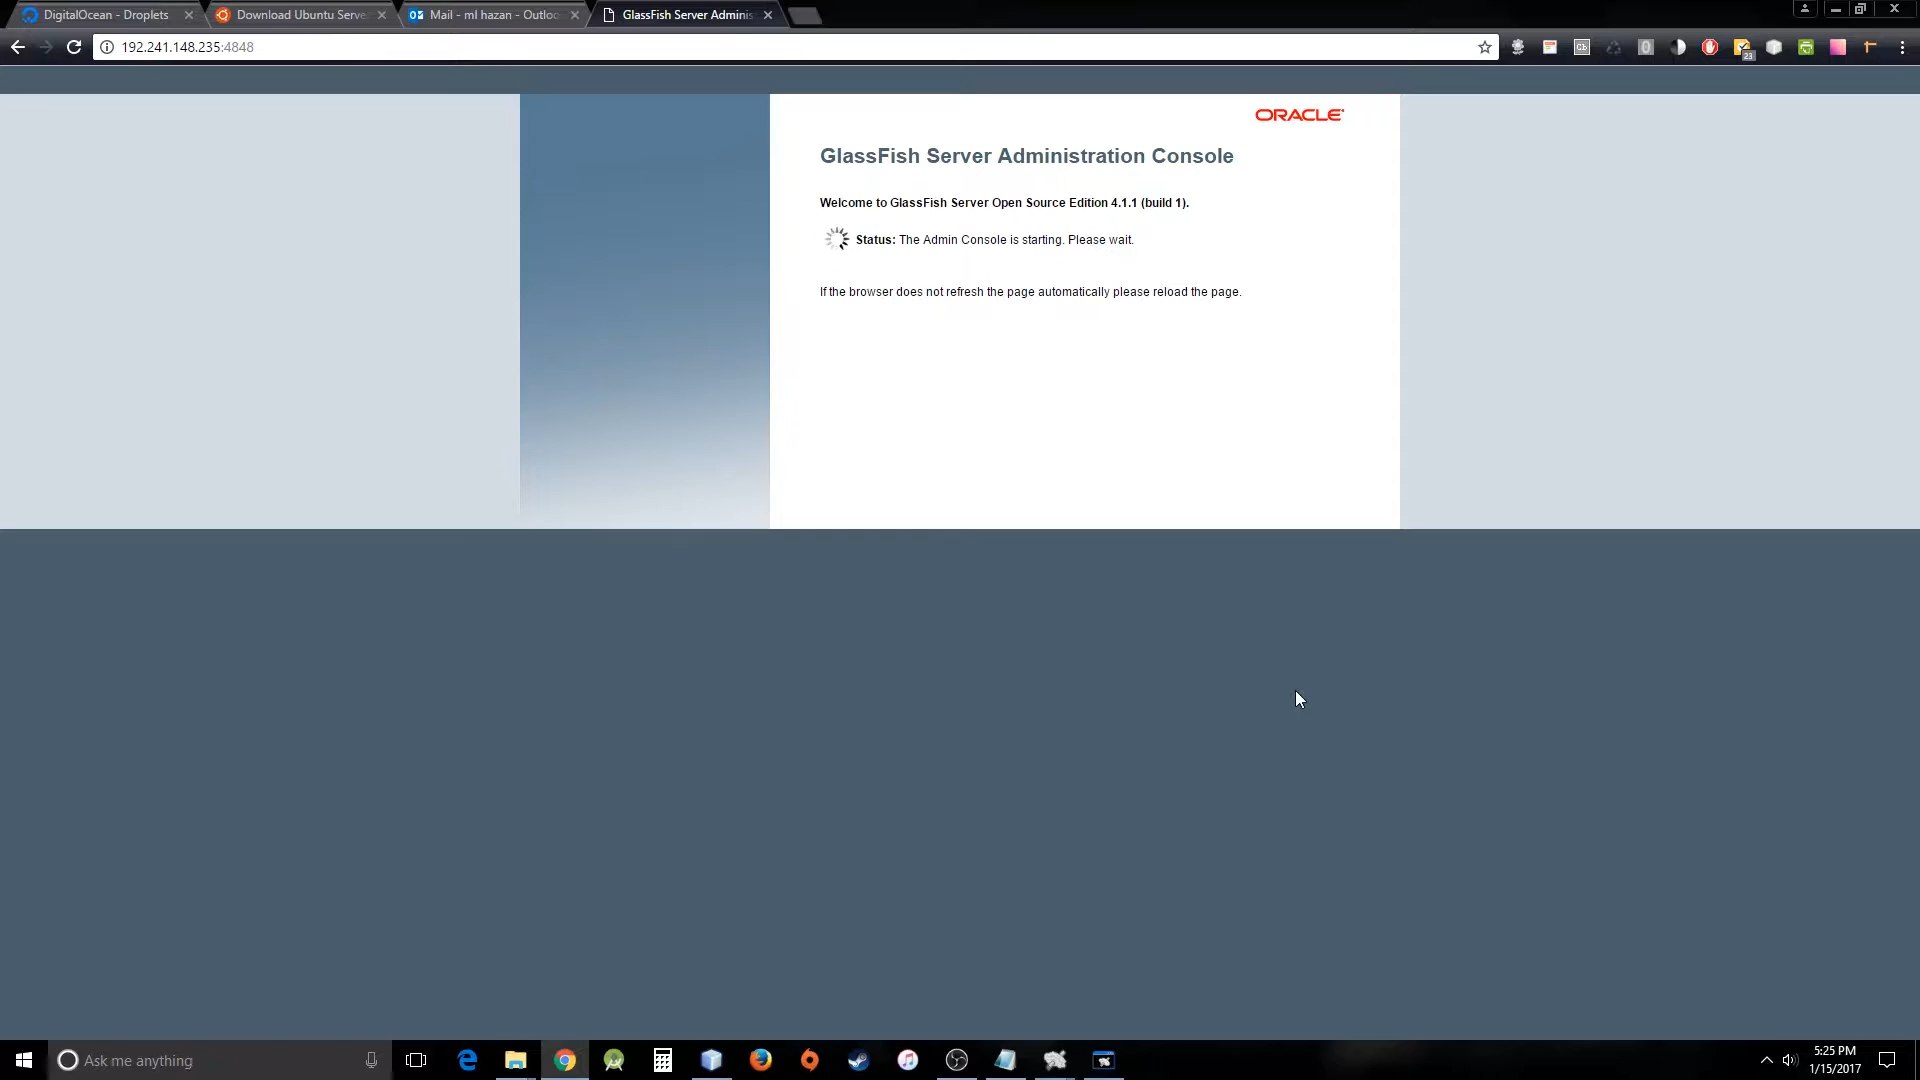 DigitalOcean - Droplets
Download Ubuntu Serve
Mail - ml hazan - Outloo
GlassFish Server Adminis
192.241.148.235:4848
23
ORACLE
GlassFish Server Administration Console
Welcome to GlassFish Server Open Source Edition 4.1.1 (build 1).
Status: The Admin Console is starting. Please wait.
If the browser does not refresh the page automatically please reload the page.
Ask me anything
5:25 PM
1/15/2017